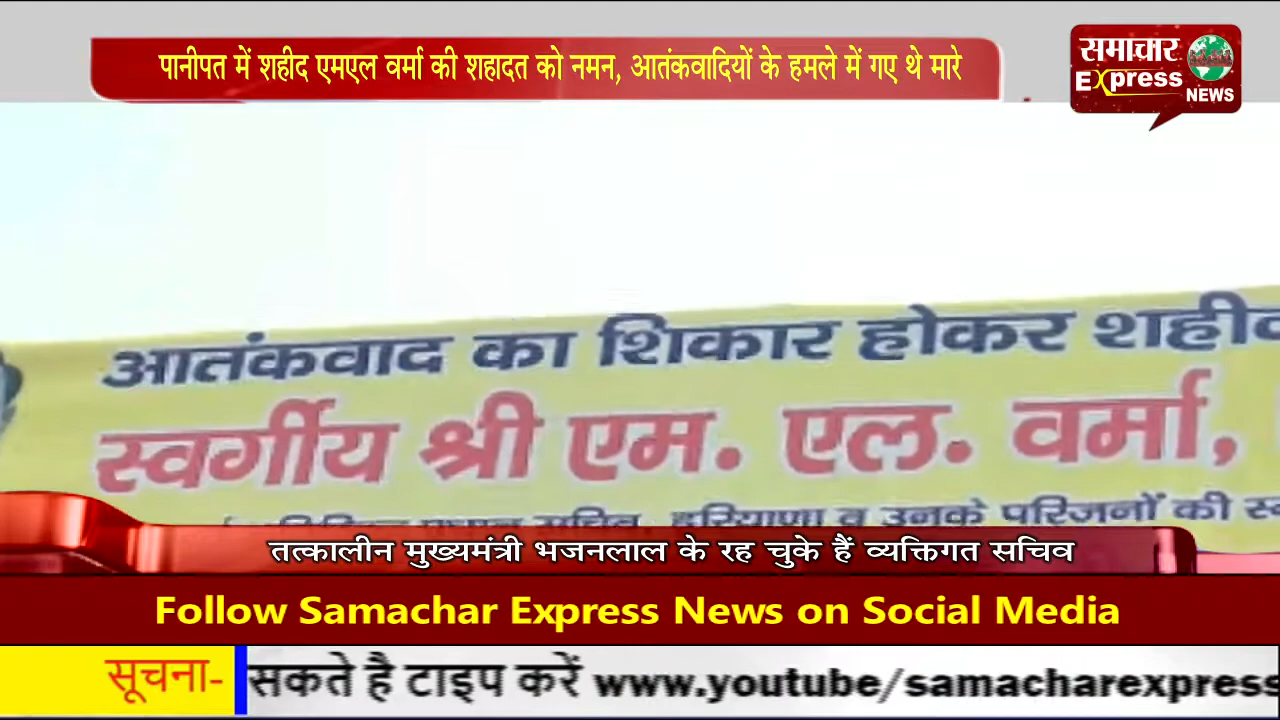 पानीपत में शहीद एमएल वर्मा की शहादत को नमन, आतंकवादियों के हमले में गए थे मारे
समाचार
Express
NEWS
आतंकवाद का शिकार होकर
स्वर्गीय श्री एम. एल. वर्मा,
सचिव, हरियाणा व उनके परिजनों की
तत्कालीन मुख्यमंत्री भजनलाल के रह चुके हैं व्यक्तिगत सचिव
Follow Samachar Express News on Social Media
सूचना- सकते है टाइप करें www.youtube/samacharexpress